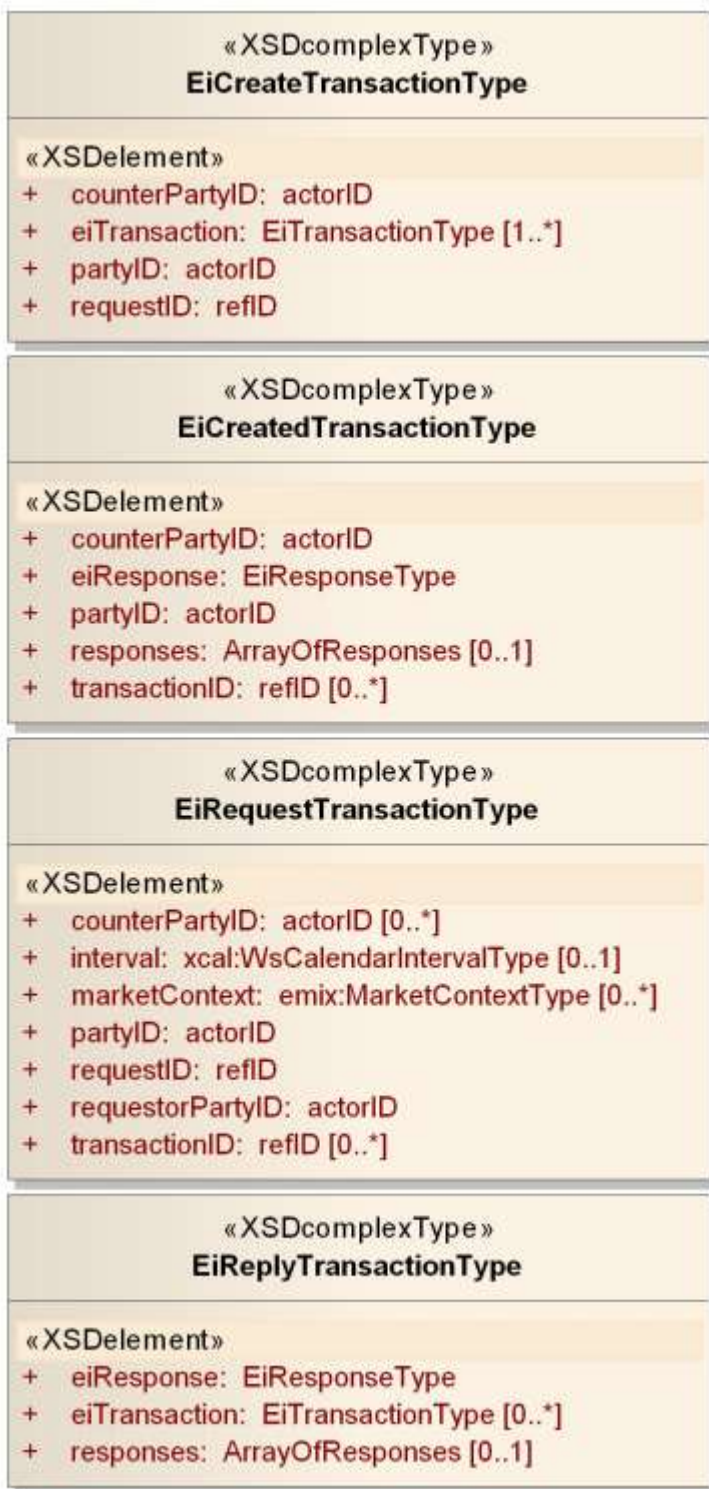 «XSDcomplexType»
EiCreateTransactionType
«XSDelement»
+ counterPartyID: actorID
+ eiTransaction: EiTransactionType [1..*]
+ partyID: actorID
+ requestID: refID
«XSDcomplexType»
EiCreatedTransactionType
«XSDelement»
+ counterPartyID: actorID
+ eiResponse: EiResponseType
+ partyID: actorID
+ responses: ArrayOfResponses [0..1]
+ transactionID: refID [0..*]
«XSDcomplexType»
EiRequestTransactionType
«XSDelement»
+ counterPartyID: actorID [0..*]
+ interval: xcal:WsCalendarIntervalType [0..1]
+ marketContext: emix:MarketContextType [0..*]
+ partyID: actorID
+ requestID: refID
+ requestorPartyID: actorID
+ transactionID: refID [0..*]
«XSDcomplexType»
EiReplyTransactionType
«XSDelement»
+ eiResponse: EiResponseType
+ eiTransaction: EiTransactionType [0..*]
+ responses: ArrayOfResponses [0..1]